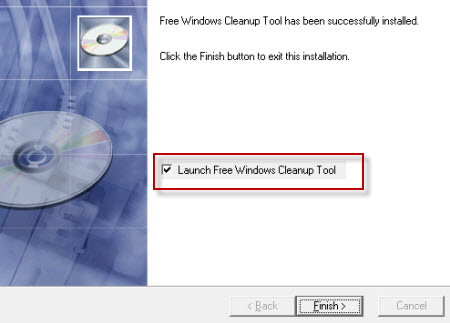 Free Windows Cleanup Tool has been successfully installed.
Click the Finish button to exit this installation.
Launch Free Windows Cleanup Tool
< Back
Finish >
Cancel